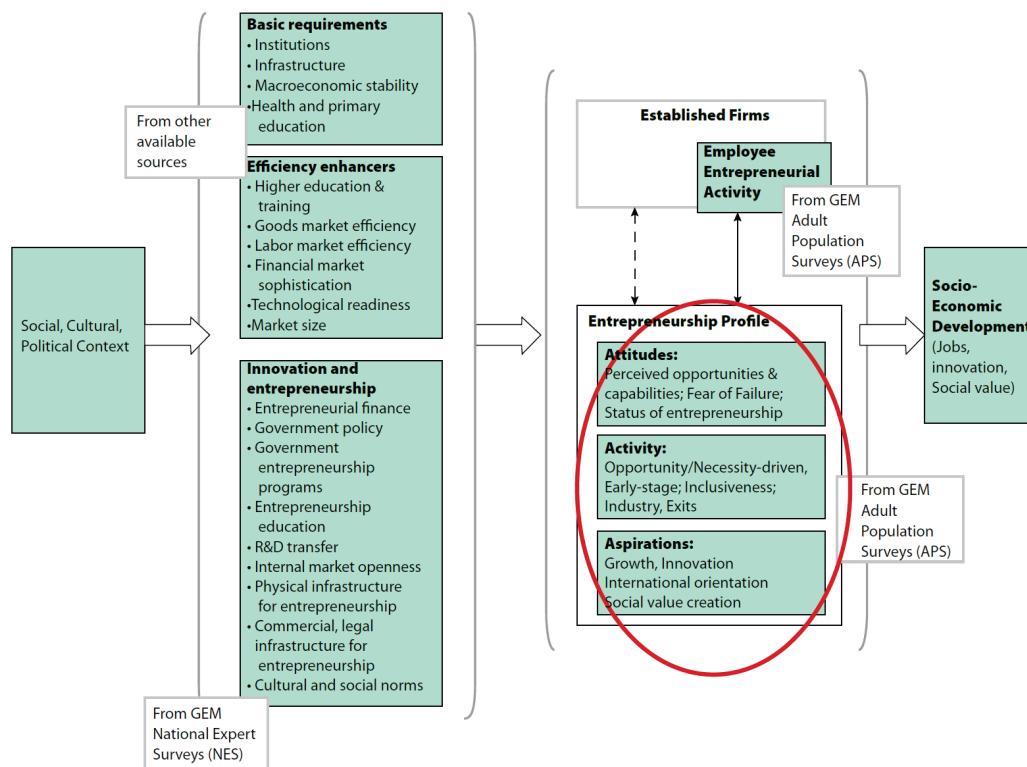 Social, Cultural,
Political Context
From other
available
sources
Basic requirements
• Institutions
• Infrastructure
• Macroeconomic stability
•Health and primary
education
Efficiency enhancers
• Higher education &
training
• Goods market efficiency
• Labor market efficiency
• Financial market
sophistication
•Technological readiness
• Market size
Innovation and
entrepreneurship
• Entrepreneurial finance
• Government policy
• Government
entrepreneurship
programs
• Entrepreneurship
education
• R&D transfer
• Internal market openness
• Physical infrastructure
for entrepreneurship
• Commercial, legal
infrastructure for
entrepreneurship
• Cultural and social norms
From GEM
National Expert
Surveys (NES)
Established Firms
Employee
Entrepreneurial
Activity
From GEM
Adult
Population
Surveys (APS)
Entrepreneurship Profile
Attitudes:
Perceived opportunities &
capabilities; Fear of Failure;
Status of entrepreneurship
Activity:
Opportunity/Necessity-driven,
Early-stage; Inclusiveness;
Industry, Exits
Aspirations:
Growth, Innovation
International orientation
Social value creation
From GEM
Adult
Population
Surveys (APS)
Socio-
Economic
Development
(Jobs,
innovation,
Social value)